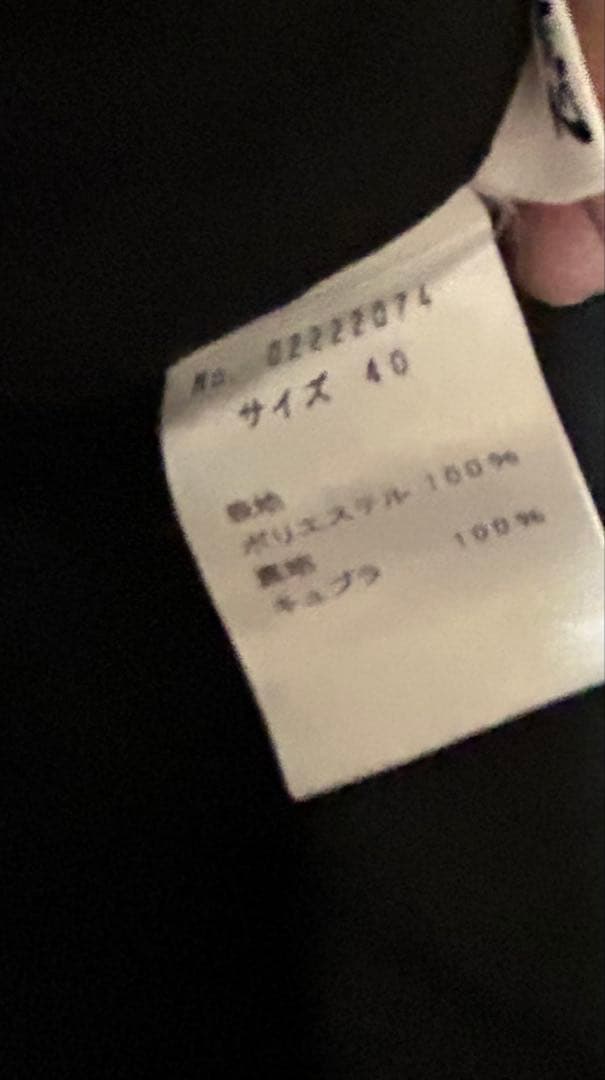 No. 02222074
サイズ 40
表地
ポリエステル 100%
裏地
キュプラ 100%